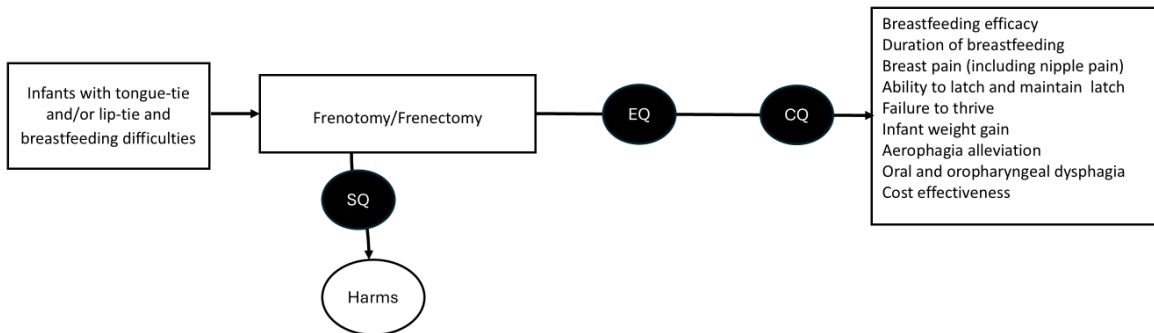 Infants with tongue-tie
and/or lip-tie and
breastfeeding difficulties
Frenotomy/Frenectomy
EQ
CQ
Breastfeeding efficacy
Duration of breastfeeding
Breast pain (including nipple pain)
Ability to latch and maintain latch
Failure to thrive
Infant weight gain
Aerophagia alleviation
Oral and oropharyngeal dysphagia
Cost effectiveness
SQ
Harms